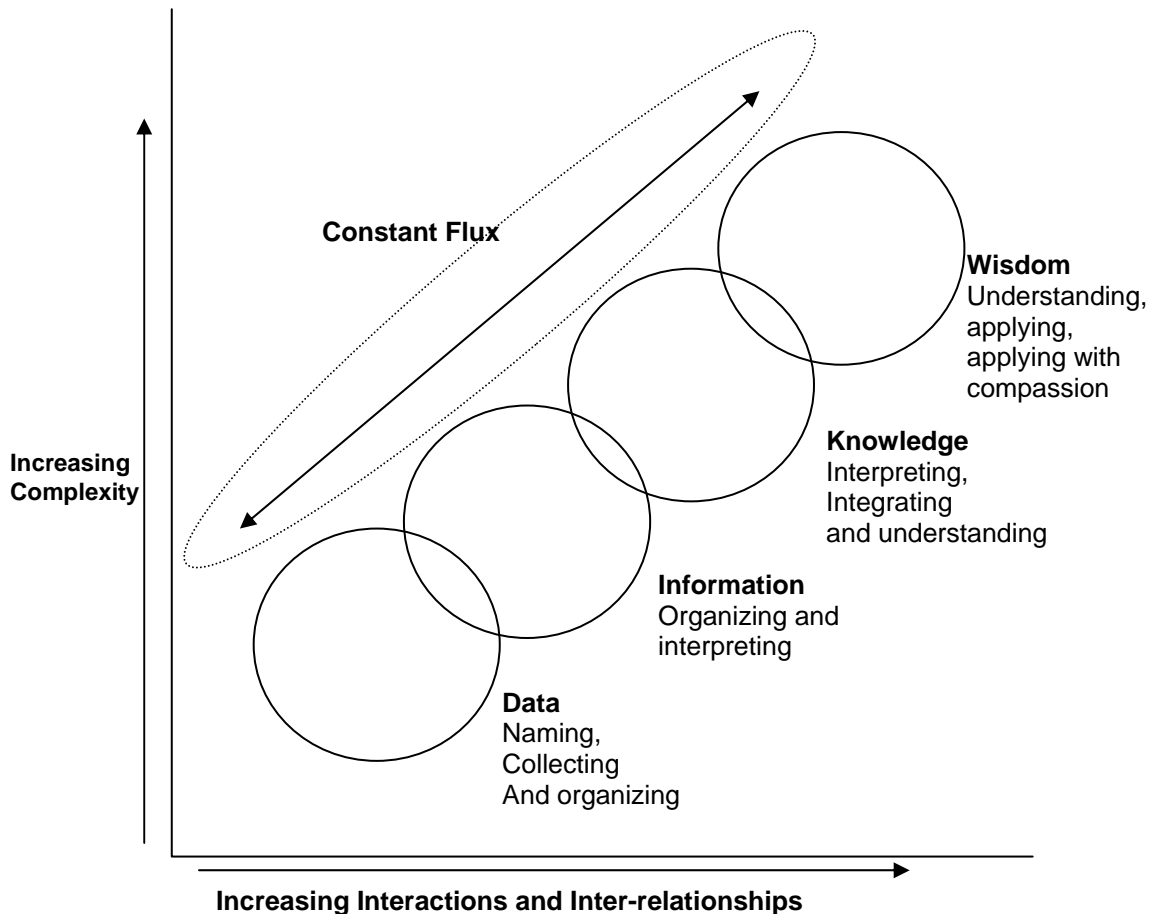 Constant Flux
Wisdom
Understanding,
applying,
applying with
compassion
Increasing
Complexity
Knowledge
Interpreting,
Integrating
and understanding
Information
Organizing and
interpreting
Data
Naming,
Collecting
And organizing
Increasing Interactions and Inter-relationships